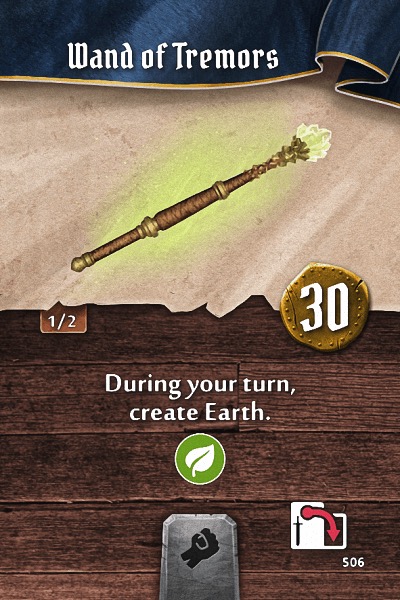 Wand of Tremors
1/2
30
During your turn,
create Earth.
506